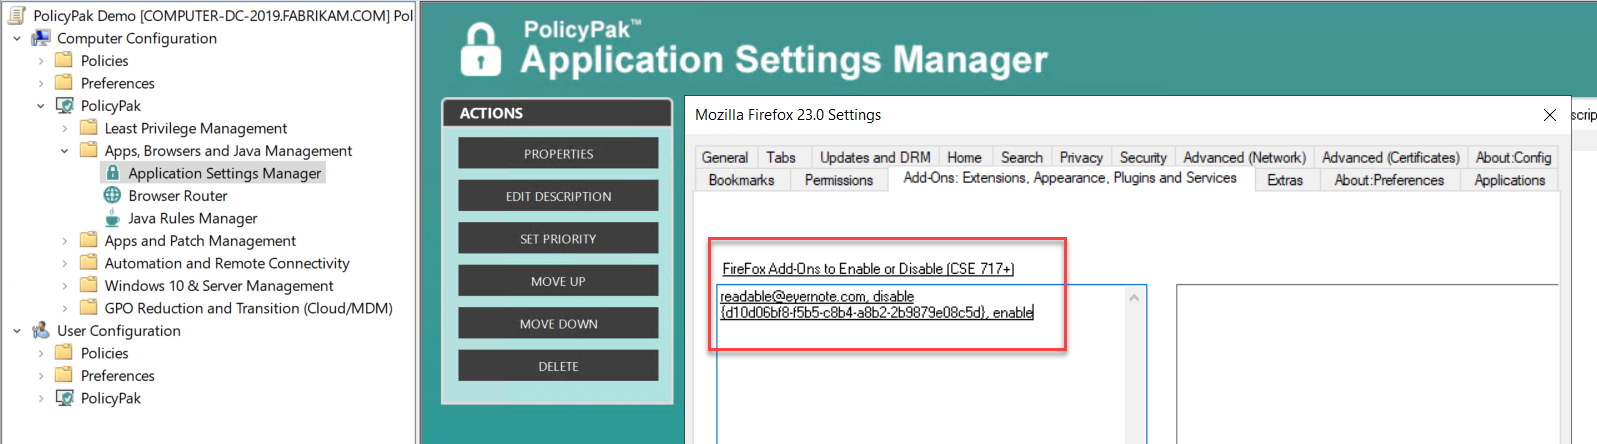 PolicyPak Demo [COMPUTER-DC-2019.FABRIKAM.COM] Pol
Computer Configuration
Policies
Preferences
PolicyPak
Least Privilege Management
Apps, Browsers and Java Management
Application Settings Manager
Browser Router
Java Rules Manager
Apps and Patch Management
Automation and Remote Connectivity
Windows 10 & Server Management
GPO Reduction and Transition (Cloud/MDM)
User Configuration
Policies
Preferences
PolicyPak
PolicyPak™
Application Settings Manager
ACTIONS
PROPERTIES
EDIT DESCRIPTION
SET PRIORITY
MOVE UP
MOVE DOWN
DELETE
Mozilla Firefox 23.0 Settings
scrip
General Tabs Updates and DRM Home Search Privacy Security Advanced (Network) Advanced (Certificates) About:Config
Bookmarks Permissions Add-Ons: Extensions, Appearance, Plugins and Services Extras About:Preferences Applications
FireFox Add-Ons to Enable or Disable (CSE 717+)
readable@evernote.com, disable
{d10d06bf8-f5b5-c8b4-a8b2-2b9879e08c5d}, enable